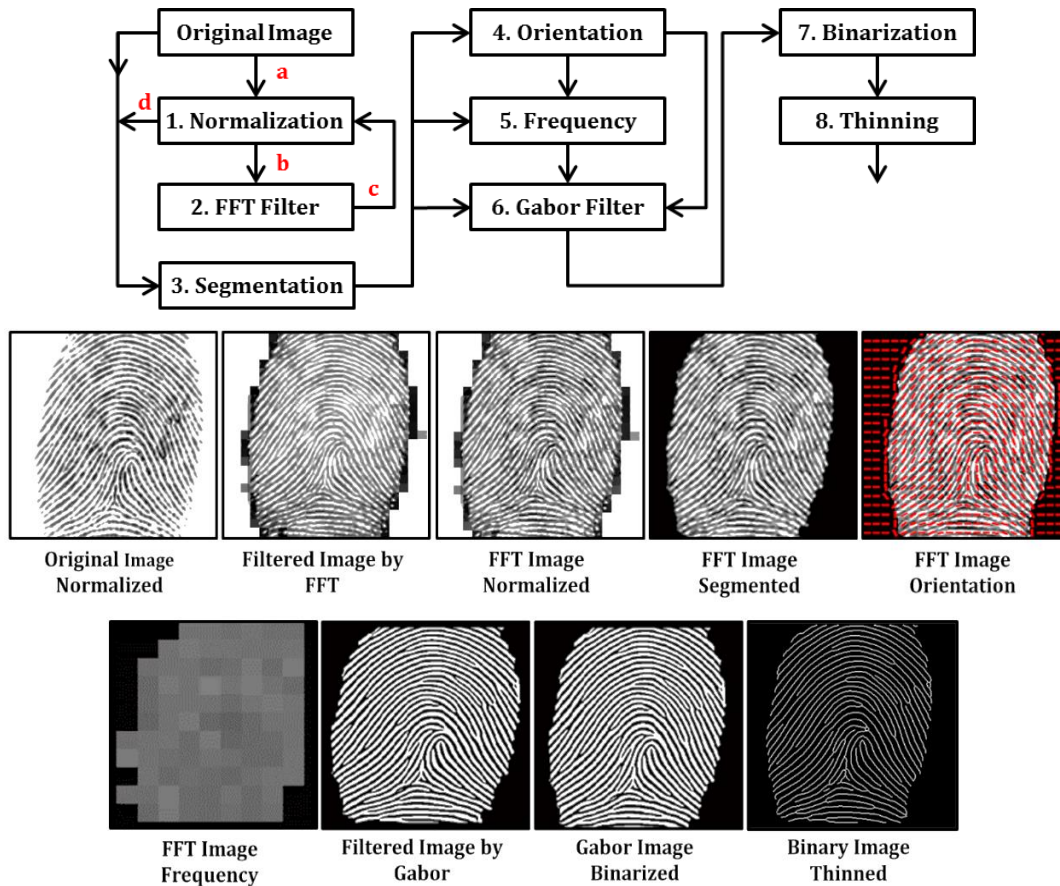 Original Image
a
d
1. Normalization
b
c
2. FFT Filter
3. Segmentation
4. Orientation
5. Frequency
6. Gabor Filter
7. Binarization
8. Thinning
Original Image
Normalized
Filtered Image by
FFT
FFT Image
Normalized
FFT Image
Segmented
FFT Image
Orientation
FFT Image
Frequency
Filtered Image by
Gabor
Gabor Image
Binarized
Binary Image
Thinned